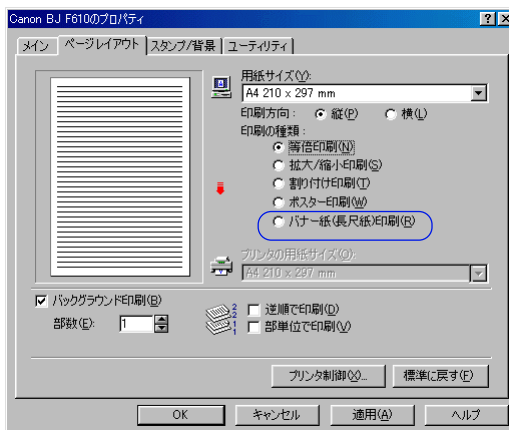 Canon BJ F610のプロパティ
メイン ページレイアウト スタンプ/背景 ユーティリティ
用紙サイズ(Y):
A4 210 x 297 mm
印刷方向: 縦(P) 横(L)
印刷の種類:
等倍印刷(N)
拡大/縮小印刷(S)
割り付け印刷(T)
ポスター印刷(W)
バナー紙(長尺紙)印刷(R)
プリンタの用紙サイズ(O):
A4 210 x 297 mm
バックグラウンド印刷(B)
部数(E): 1
2 2 1 1
逆順で印刷(D)
部単位で印刷(V)
プリンタ制御(X)... 標準に戻す(F)
OK キャンセル 適用(A) ヘルプ